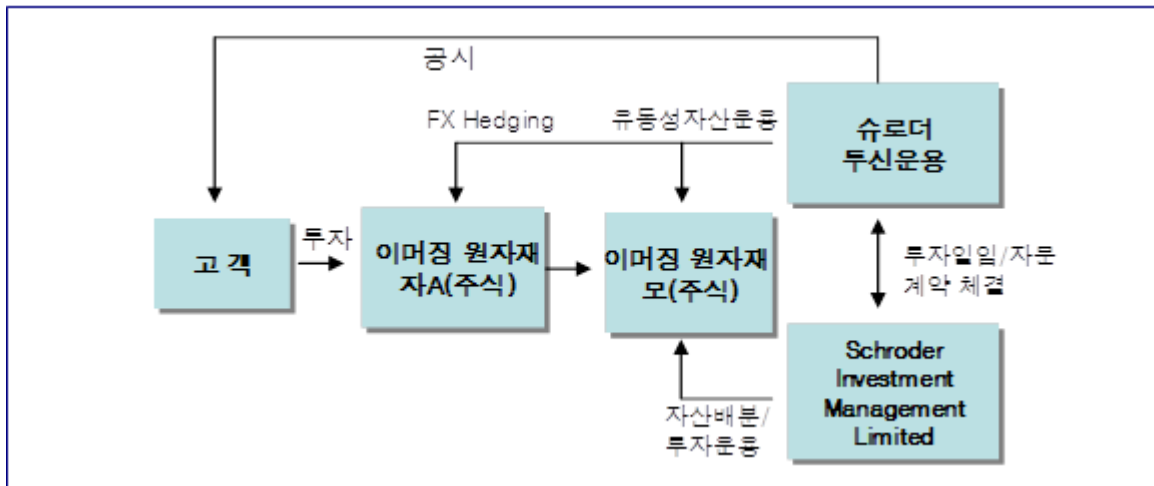 공시
FX Hedging
유동성자산운용
슈로더
투신운용
고 객
투자
이머징 원자재
자A(주식)
이머징 원자재
모(주식)
투자일임/자문
계약 체결
자산배분/
투자운용
Schroder
Investment
Management
Limited